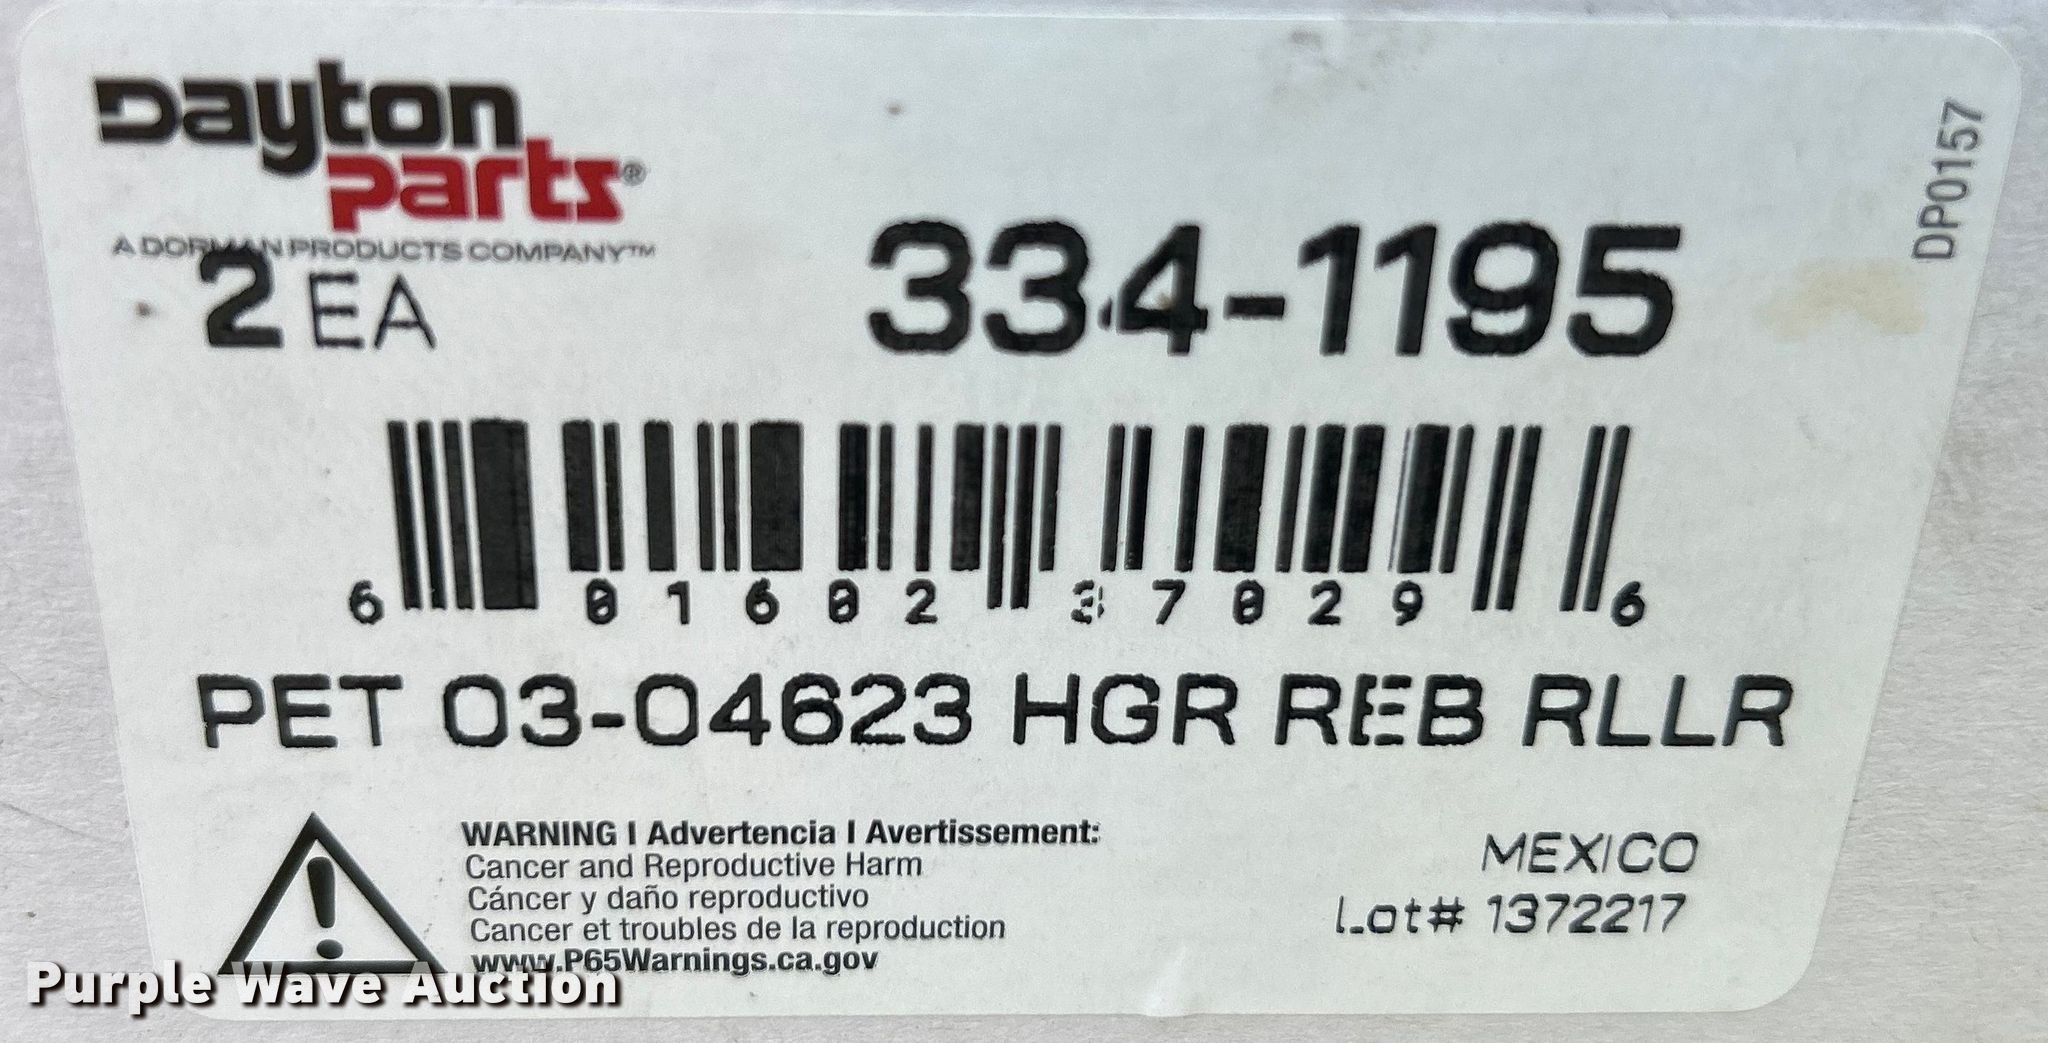 Dayton
parts®
A DORMAN PRODUCTS COMPANY™
DP0157
2 EA
334-1195
6 01602 37029 6
PET 03-04623 HGR REB RLLR
WARNING I Advertencia I Avertissement:
Cancer and Reproductive Harm
Cáncer y daño reproductivo
Cancer et troubles de la reproduction
www.P65Warnings.ca.gov
MEXICO
Lot# 1372217
Purple Wave Auction